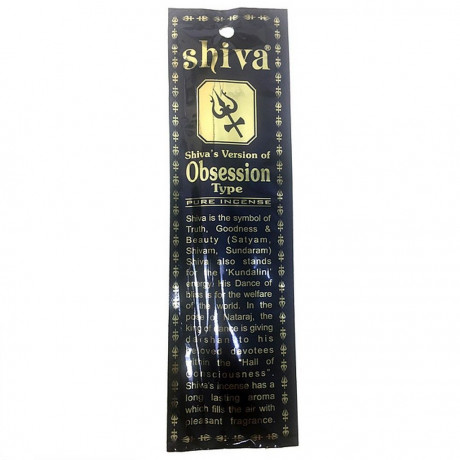 shiva®
Shiva's Version of
Obsession
Type
PURE INCENSE
Shiva is the symbol of
Truth, Goodness &
Beauty (Satyam,
Shivam, Sundaram)
Shiva also stands
for the 'Kundalini
energy. His Dance of
bliss is for the welfare
of the world. In the
pose of Nataraj, the
king of dance is giving
darshan to his
beloved devotees
within the "Hall of
Consciousness".
Shiva's incense has a
long lasting aroma
which fills the air with
pleasant fragrance.